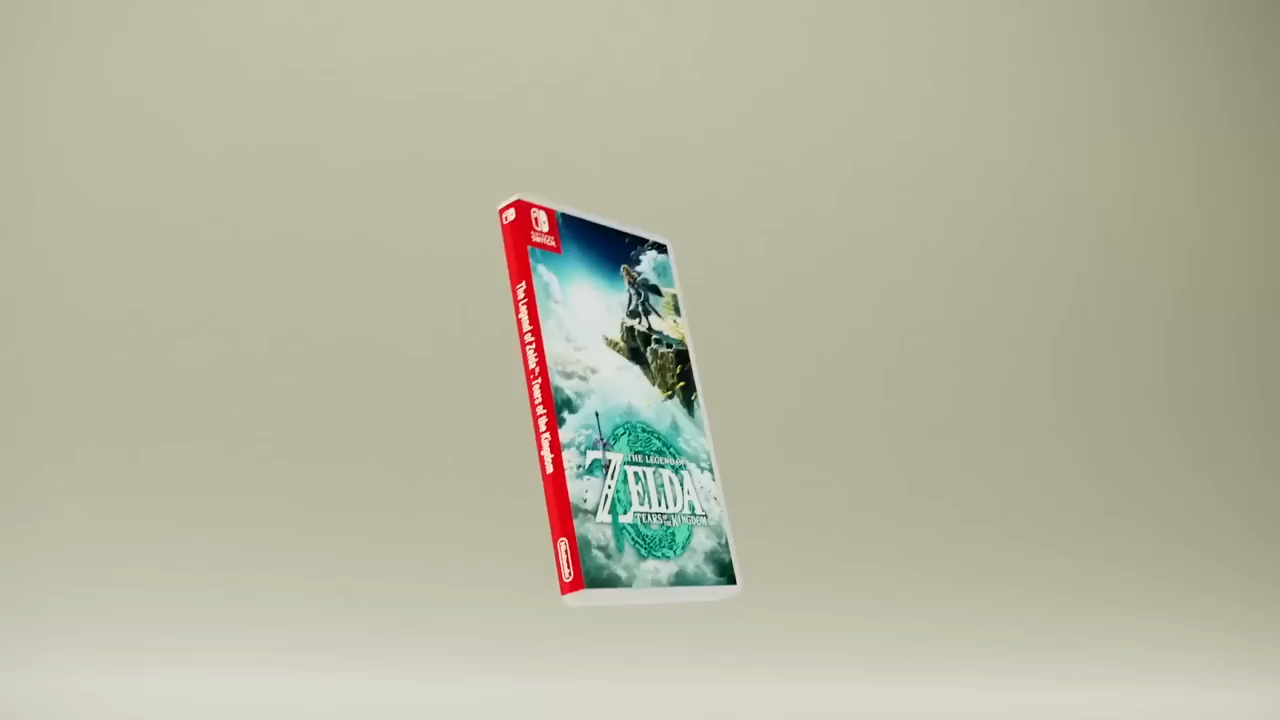 NINTENDO
SWITCH
The Legend of Zelda™: Tears of the Kingdom
THE LEGEND OF
ZELDA
TEARS OF THE KINGDOM
Nintendo